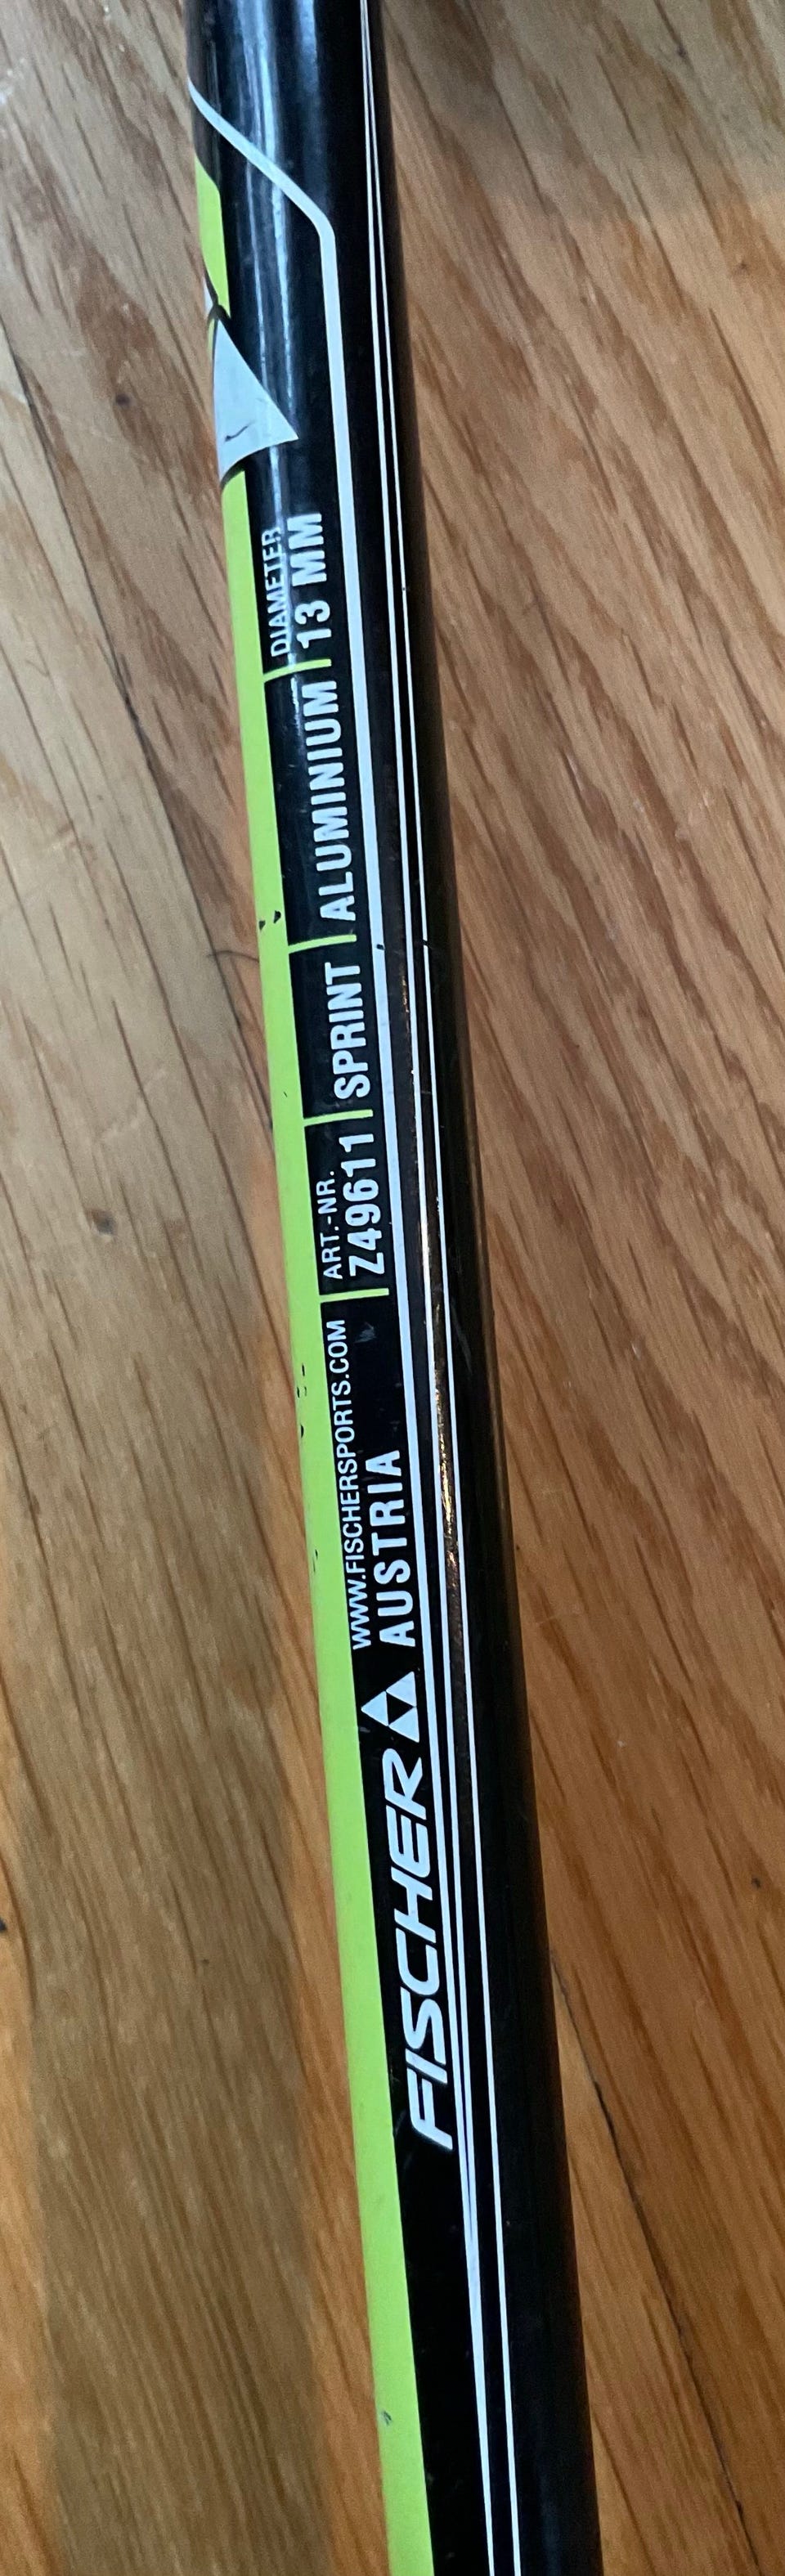 FISCHER
WWW.FISCHERSPORTS.COM
AUSTRIA
ART.-NR.
Z49611
SPRINT
ALUMINIUM
DIAMETER
13 MM